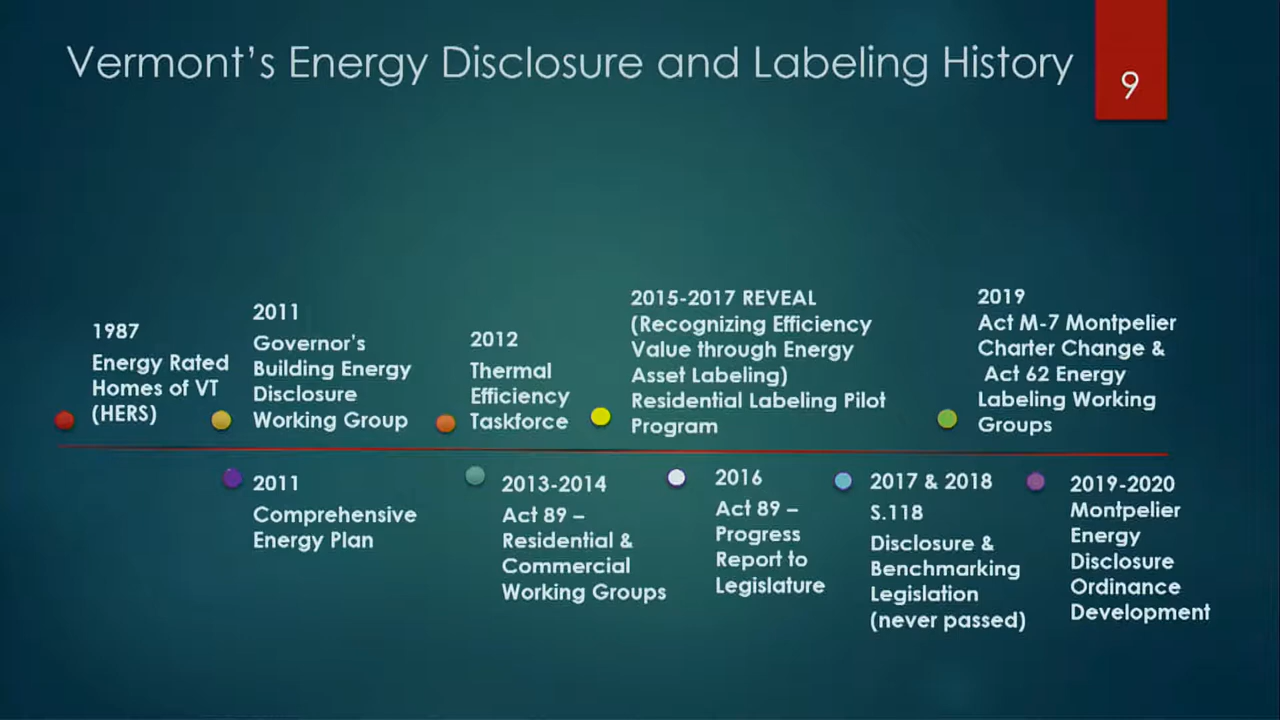 Vermont's Energy Disclosure and Labeling History
9
1987
Energy Rated
Homes of VT
(HERS)
2011
Governor's
Building Energy
Disclosure
Working Group
2012
Thermal
Efficiency
Taskforce
2015-2017 REVEAL
(Recognizing Efficiency
Value through Energy
Asset Labeling)
Residential Labeling Pilot
Program
2019
Act M-7 Montpelier
Charter Change &
Act 62 Energy
Labeling Working
Groups
2011
Comprehensive
Energy Plan
2013-2014
Act 89 –
Residential &
Commercial
Working Groups
2016
Act 89 –
Progress
Report to
Legislature
2017 & 2018
S.118
Disclosure &
Benchmarking
Legislation
(never passed)
2019-2020
Montpelier
Energy
Disclosure
Ordinance
Development